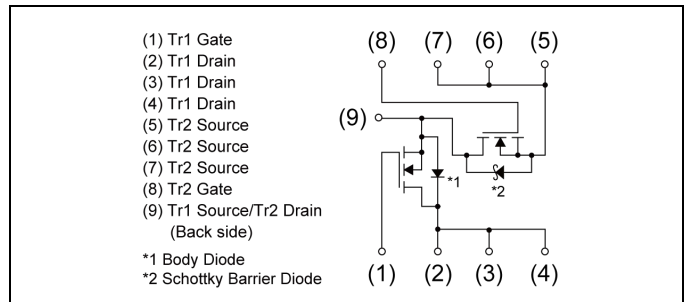 (1) Tr1 Gate
(2) Tr1 Drain
(3) Tr1 Drain
(4) Tr1 Drain
(5) Tr2 Source
(6) Tr2 Source
(7) Tr2 Source
(8) Tr2 Gate
(9) Tr1 Source/Tr2 Drain
(Back side)
*1 Body Diode
*2 Schottky Barrier Diode
(8) (7) (6) (5)
(9)
*1
*2
(1) (2) (3) (4)